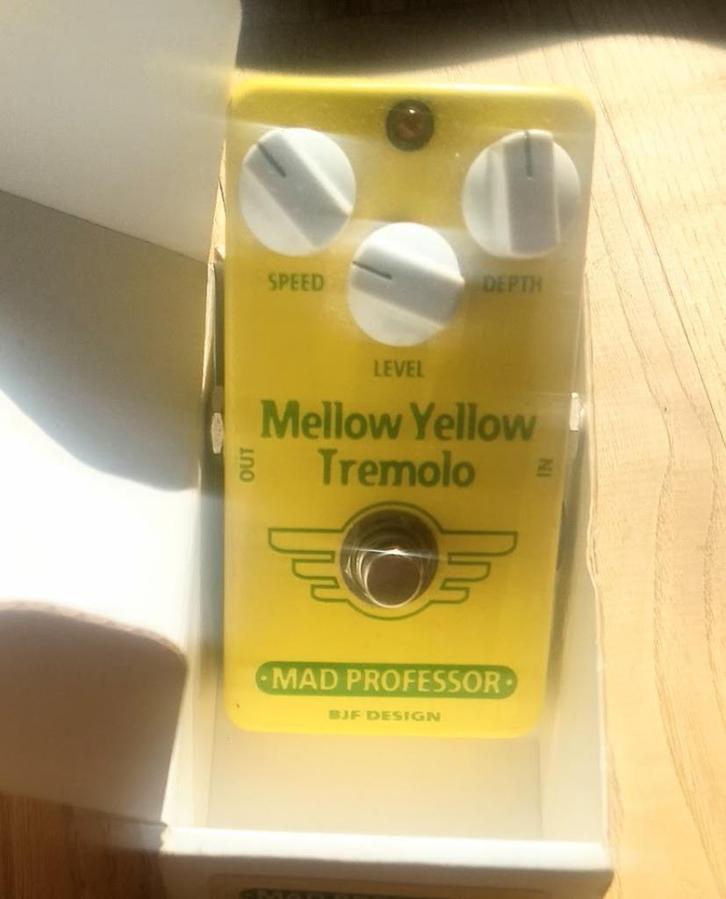 SPEED
DEPTH
LEVEL
Mellow Yellow
Tremolo
OUT
IN
·MAD PROFESSOR·
BJF DESIGN